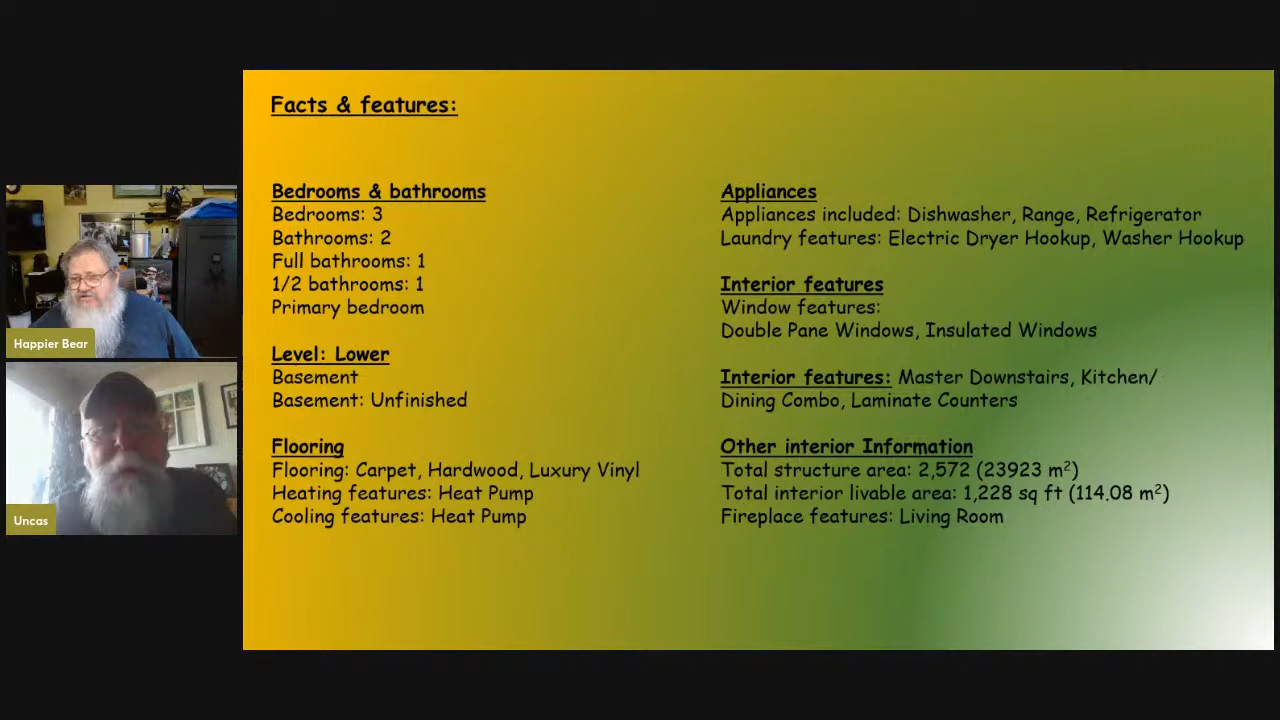 Facts & features:
Bedrooms & bathrooms
Bedrooms: 3
Bathrooms: 2
Full bathrooms: 1
1/2 bathrooms: 1
Primary bedroom
Level: Lower
Basement
Basement: Unfinished
Flooring
Flooring: Carpet, Hardwood, Luxury Vinyl
Heating features: Heat Pump
Cooling features: Heat Pump
Appliances
Appliances included: Dishwasher, Range, Refrigerator
Laundry features: Electric Dryer Hookup, Washer Hookup
Interior features
Window features:
Double Pane Windows, Insulated Windows
Interior features: Master Downstairs, Kitchen/
Dining Combo, Laminate Counters
Other interior Information
Total structure area: 2,572 (23923 m²)
Total interior livable area: 1,228 sq ft (114.08 m²)
Fireplace features: Living Room
Happier Bear
Uncas